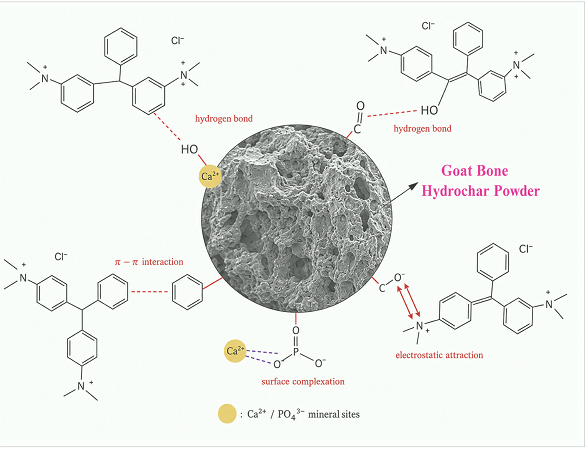 Cl⁻
Cl⁻
N
+
N
+
+
N
+
N
+
+
O
C
HO
hydrogen bond
hydrogen bond
HO
Ca²⁺
Goat Bone
Hydrochar Powder
Cl⁻
Cl⁻
π – π interaction
N
+
C
O⁻
N
+
N
+
O
Ca²⁺
P
O
O⁻
electrostatic attraction
N
+
surface complexation
: Ca²⁺ / PO₄³⁻ mineral sites